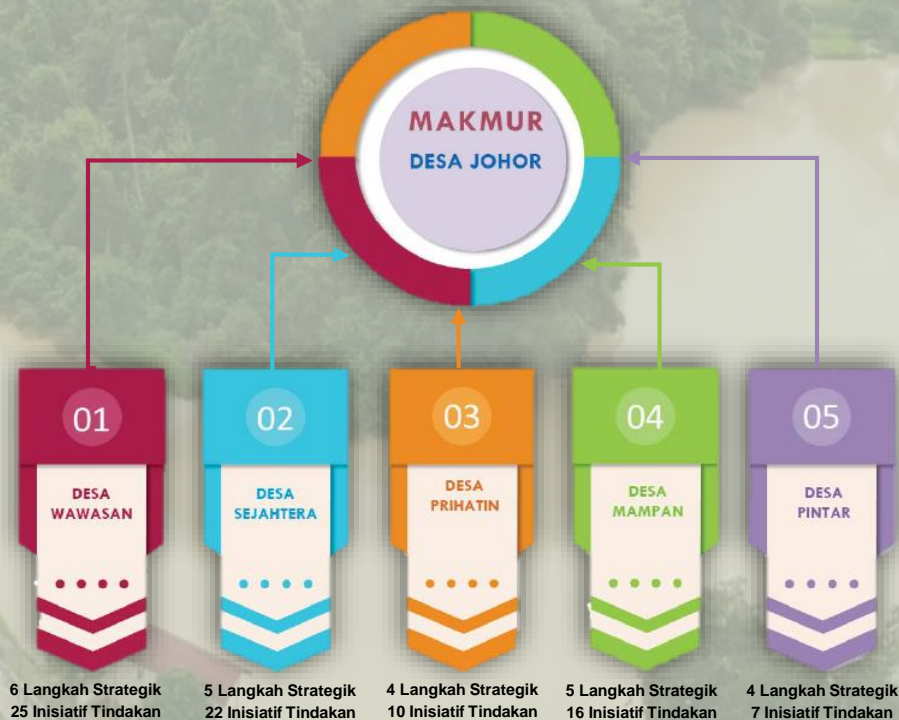 MAKMUR
DESA JOHOR
01
02
03
04
05
DESA
WAWASAN
DESA
SEJAHTERA
DESA
PRIHATIN
DESA
MAMPAN
DESA
PINTAR
6 Langkah Strategik
25 Inisiatif Tindakan
5 Langkah Strategik
22 Inisiatif Tindakan
4 Langkah Strategik
10 Inisiatif Tindakan
5 Langkah Strategik
16 Inisiatif Tindakan
4 Langkah Strategik
7 Inisiatif Tindakan